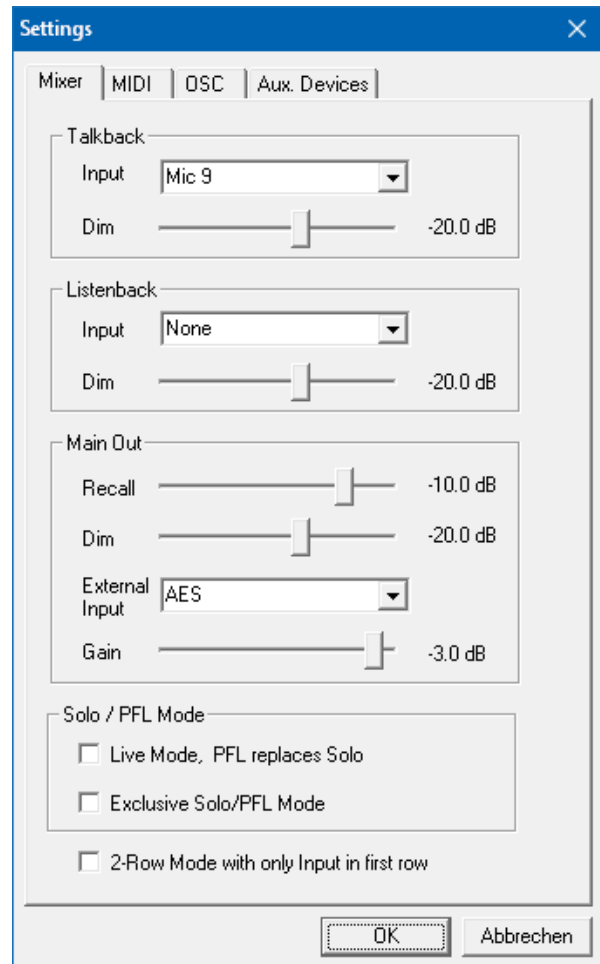 Settings
Mixer MIDI OSC Aux. Devices
Talkback
Input Mic 9
Dim -20.0 dB
Listenback
Input None
Dim -20.0 dB
Main Out
Recall -10.0 dB
Dim -20.0 dB
External
Input AES
Gain -3.0 dB
Solo / PFL Mode
Live Mode, PFL replaces Solo
Exclusive Solo/PFL Mode
2-Row Mode with only Input in first row
OK Abbrechen